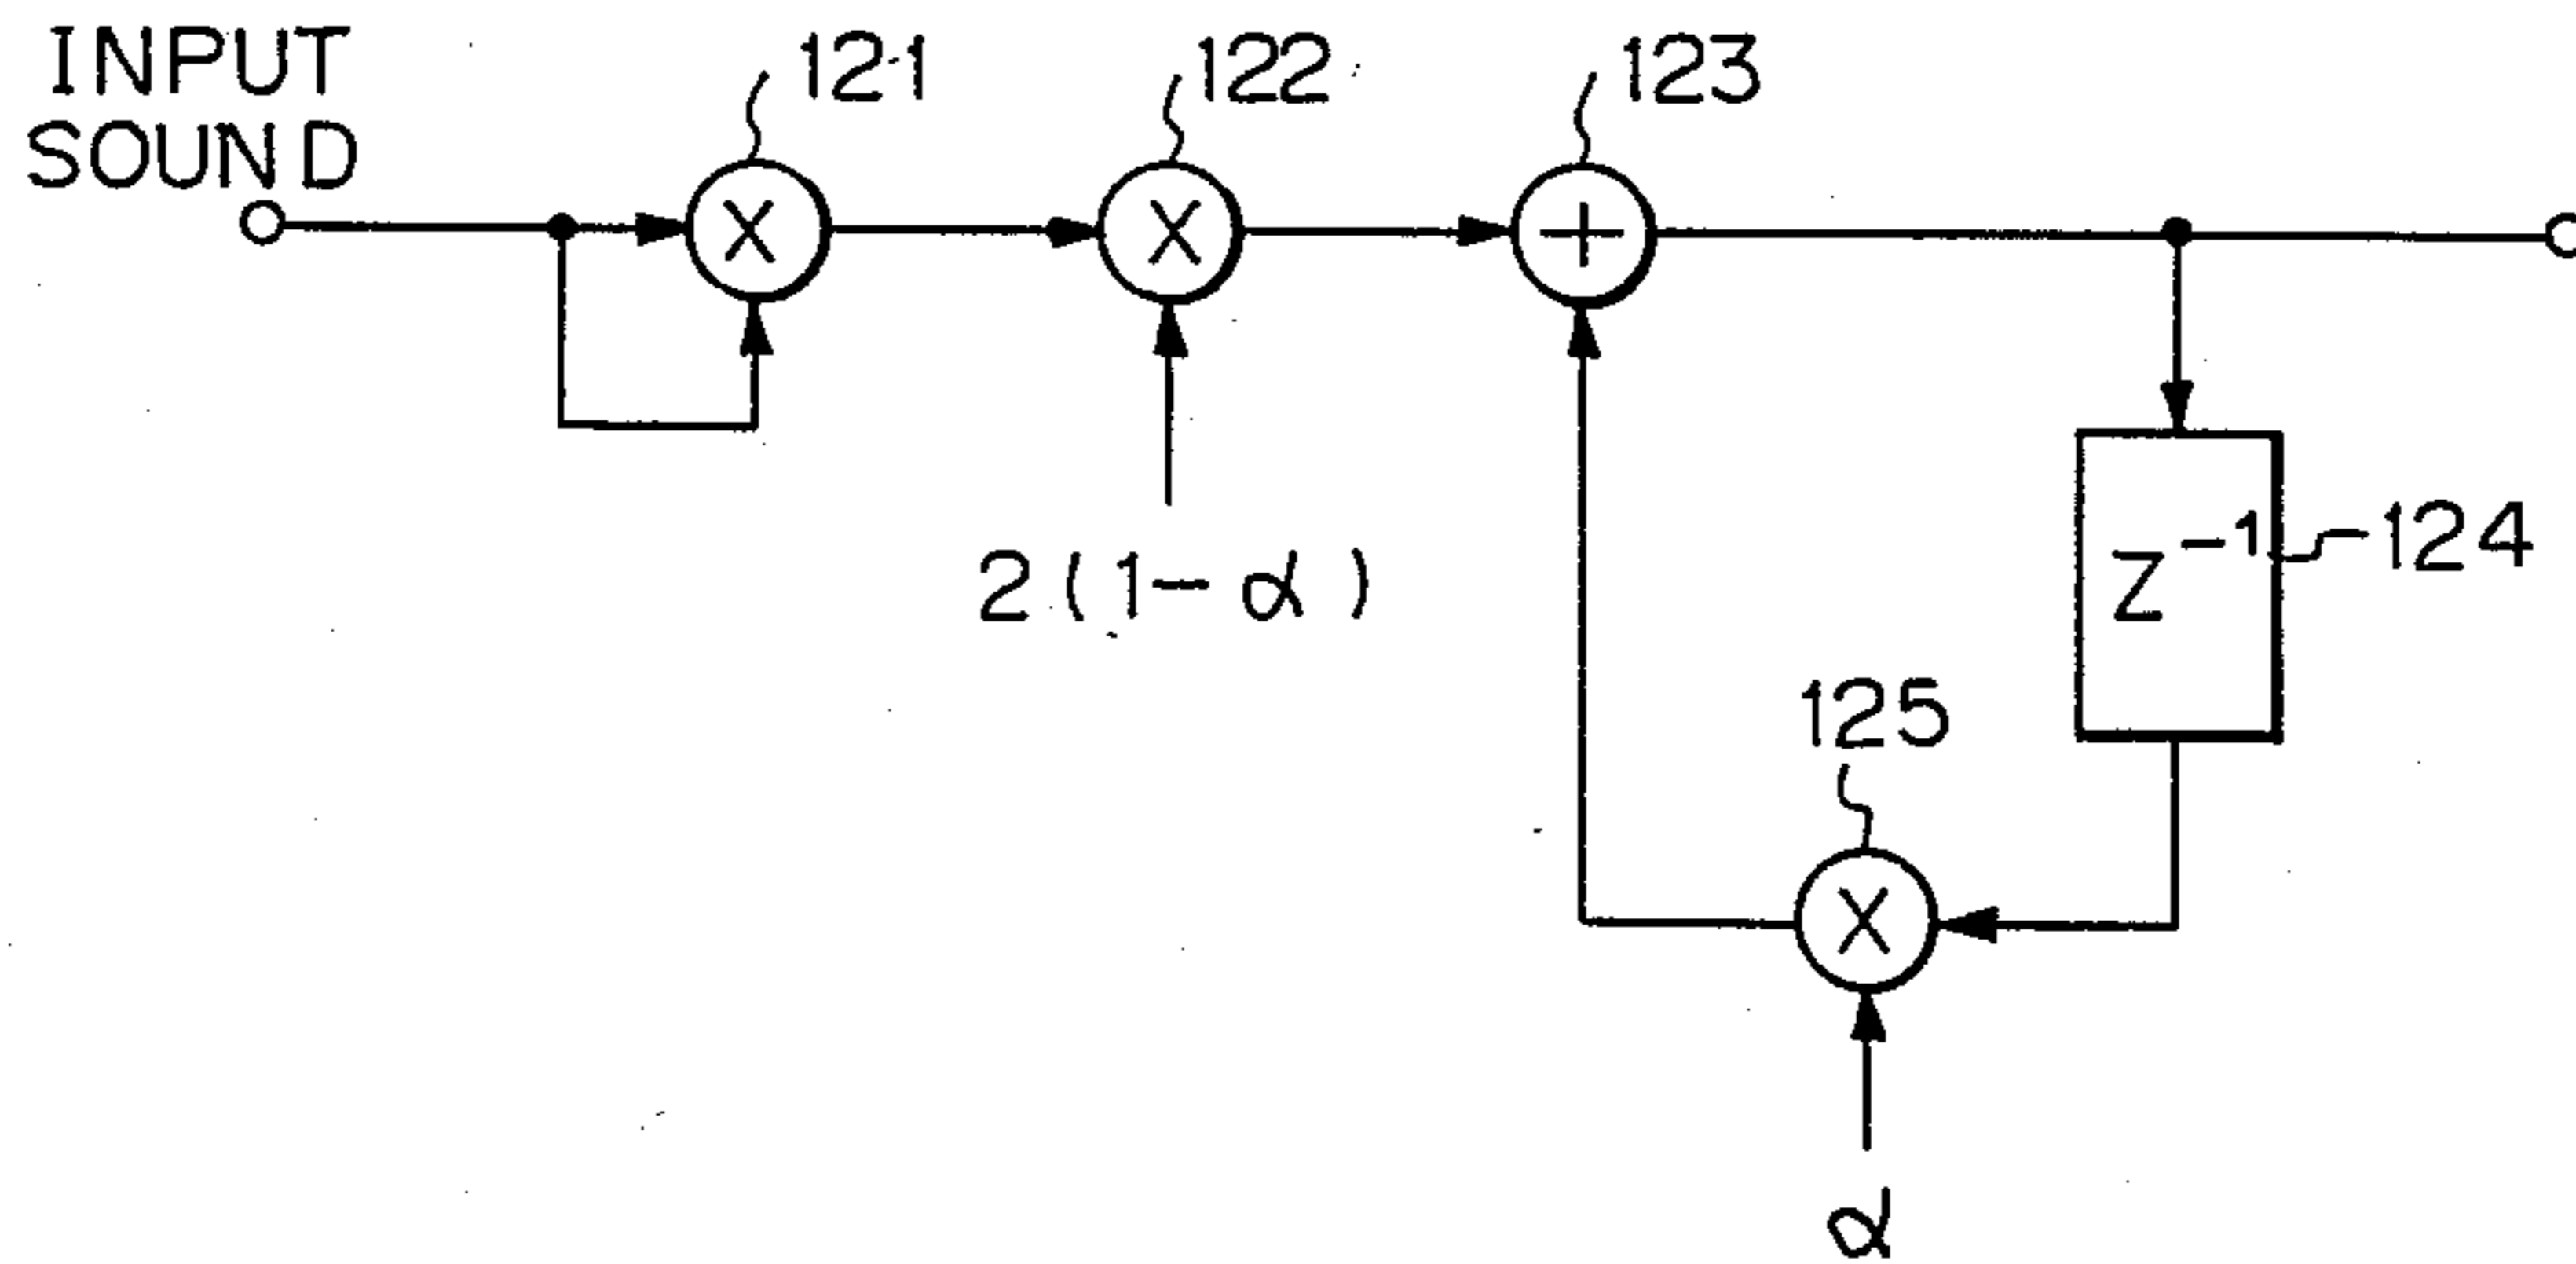 INPUT
SOUND
121
122
123
×
×
+
2(1-α)
Z⁻¹
124
125
×
α